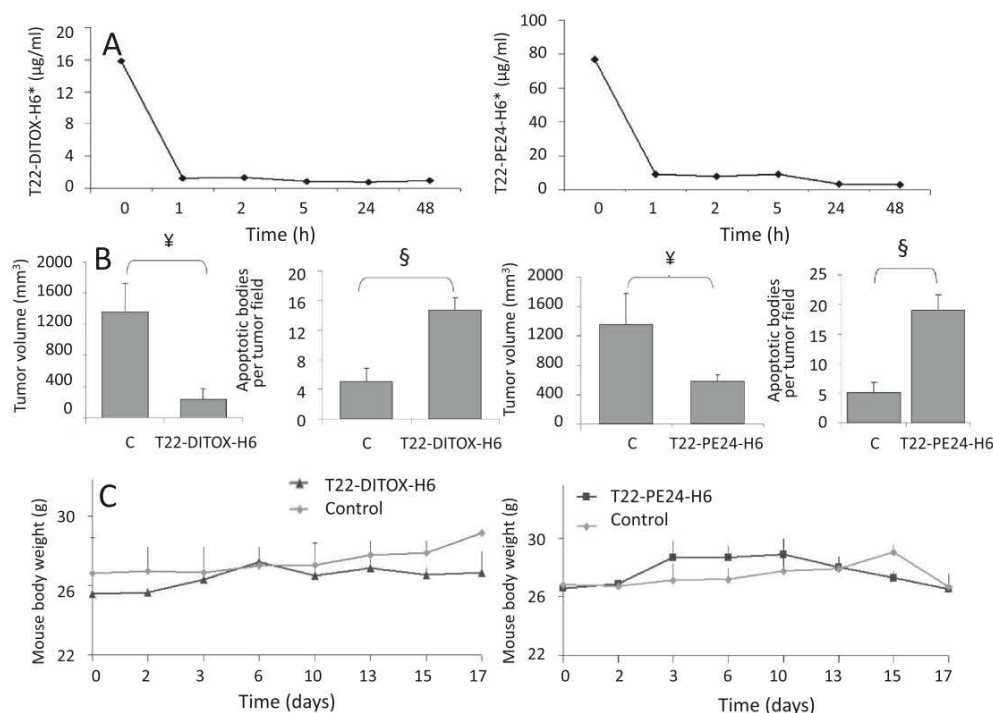 A
T22-DITOX-H6* (µg/ml)
20
16
12
8
4
0
0 1 2 5 24 48
Time (h)
T22-PE24-H6* (µg/ml)
100
80
60
40
20
0
0 1 2 5 24 48
Time (h)
B
Tumor volume (mm³)
2000
1600
1200
800
400
0
¥
C T22-DITOX-H6
Apoptotic bodies
per tumor field
20
16
12
8
4
0
§
C T22-DITOX-H6
Tumor volume (mm³)
2000
1600
1200
800
400
0
¥
C T22-PE24-H6
Apoptotic bodies
per tumor field
25
20
15
10
5
0
§
C T22-PE24-H6
C
Mouse body weight (g)
30
26
22
T22-DITOX-H6
Control
0 2 3 6 10 13 15 17
Time (days)
Mouse body weight (g)
30
26
22
T22-PE24-H6
Control
0 2 3 6 10 13 15 17
Time (days)